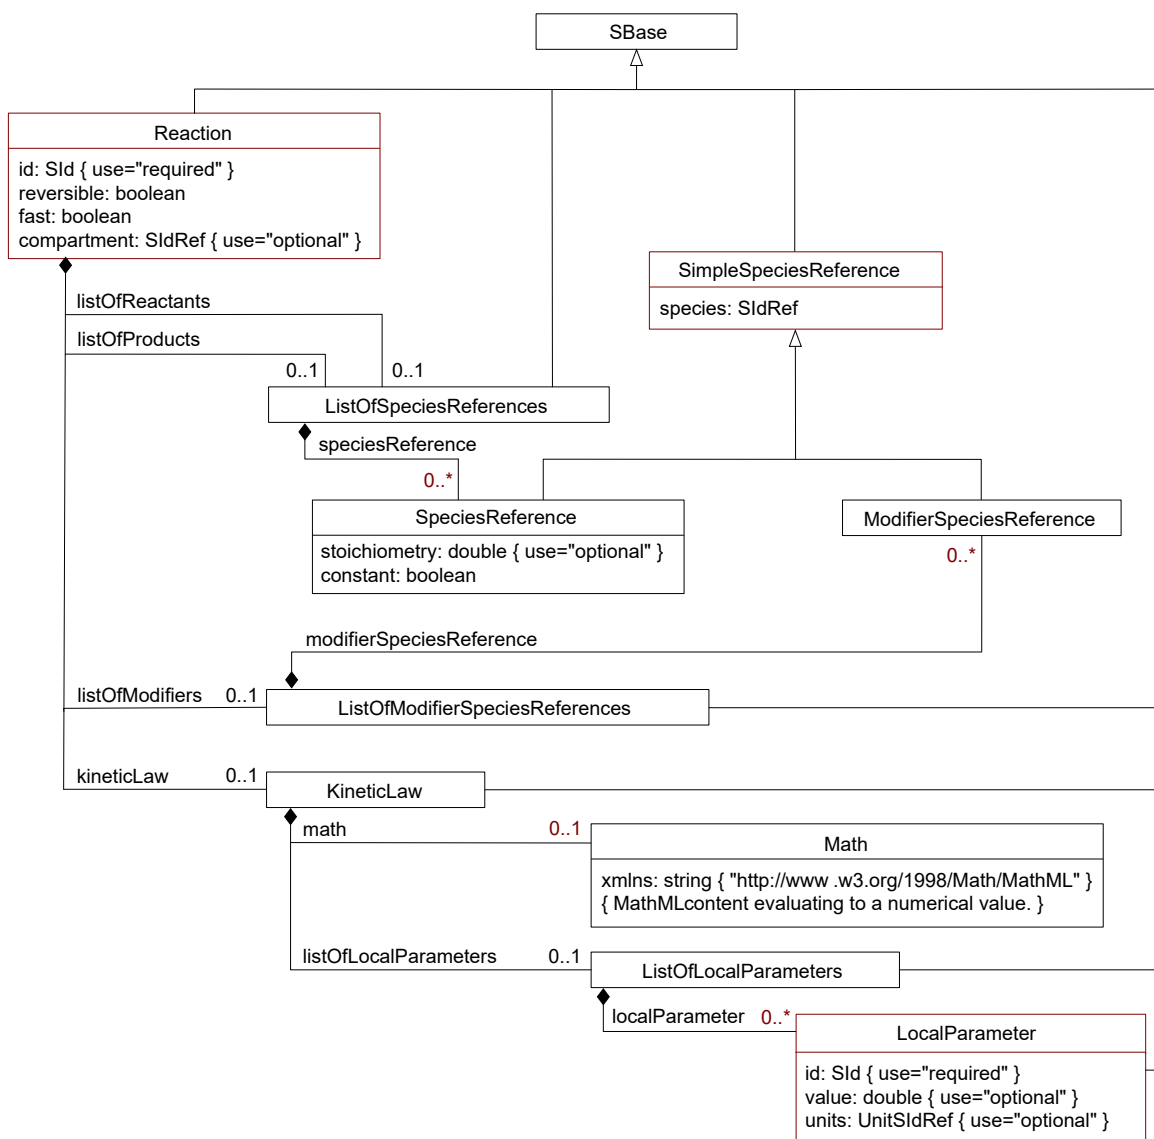 SBase
Reaction
id: SId { use="required" }
reversible: boolean
fast: boolean
compartment: SIdRef { use="optional" }
SimpleSpeciesReference
species: SIdRef
listOfReactants
listOfProducts
0..1
0..1
ListOfSpeciesReferences
speciesReference
0..*
SpeciesReference
stoichiometry: double { use="optional" }
constant: boolean
ModifierSpeciesReference
0..*
modifierSpeciesReference
listOfModifiers
0..1
ListOfModifierSpeciesReferences
kineticLaw
0..1
KineticLaw
math
0..1
Math
xmlns: string { "http://www .w3.org/1998/Math/MathML" }
{ MathMLcontent evaluating to a numerical value. }
listOfLocalParameters
0..1
ListOfLocalParameters
localParameter
0..*
LocalParameter
id: SId { use="required" }
value: double { use="optional" }
units: UnitSIdRef { use="optional" }